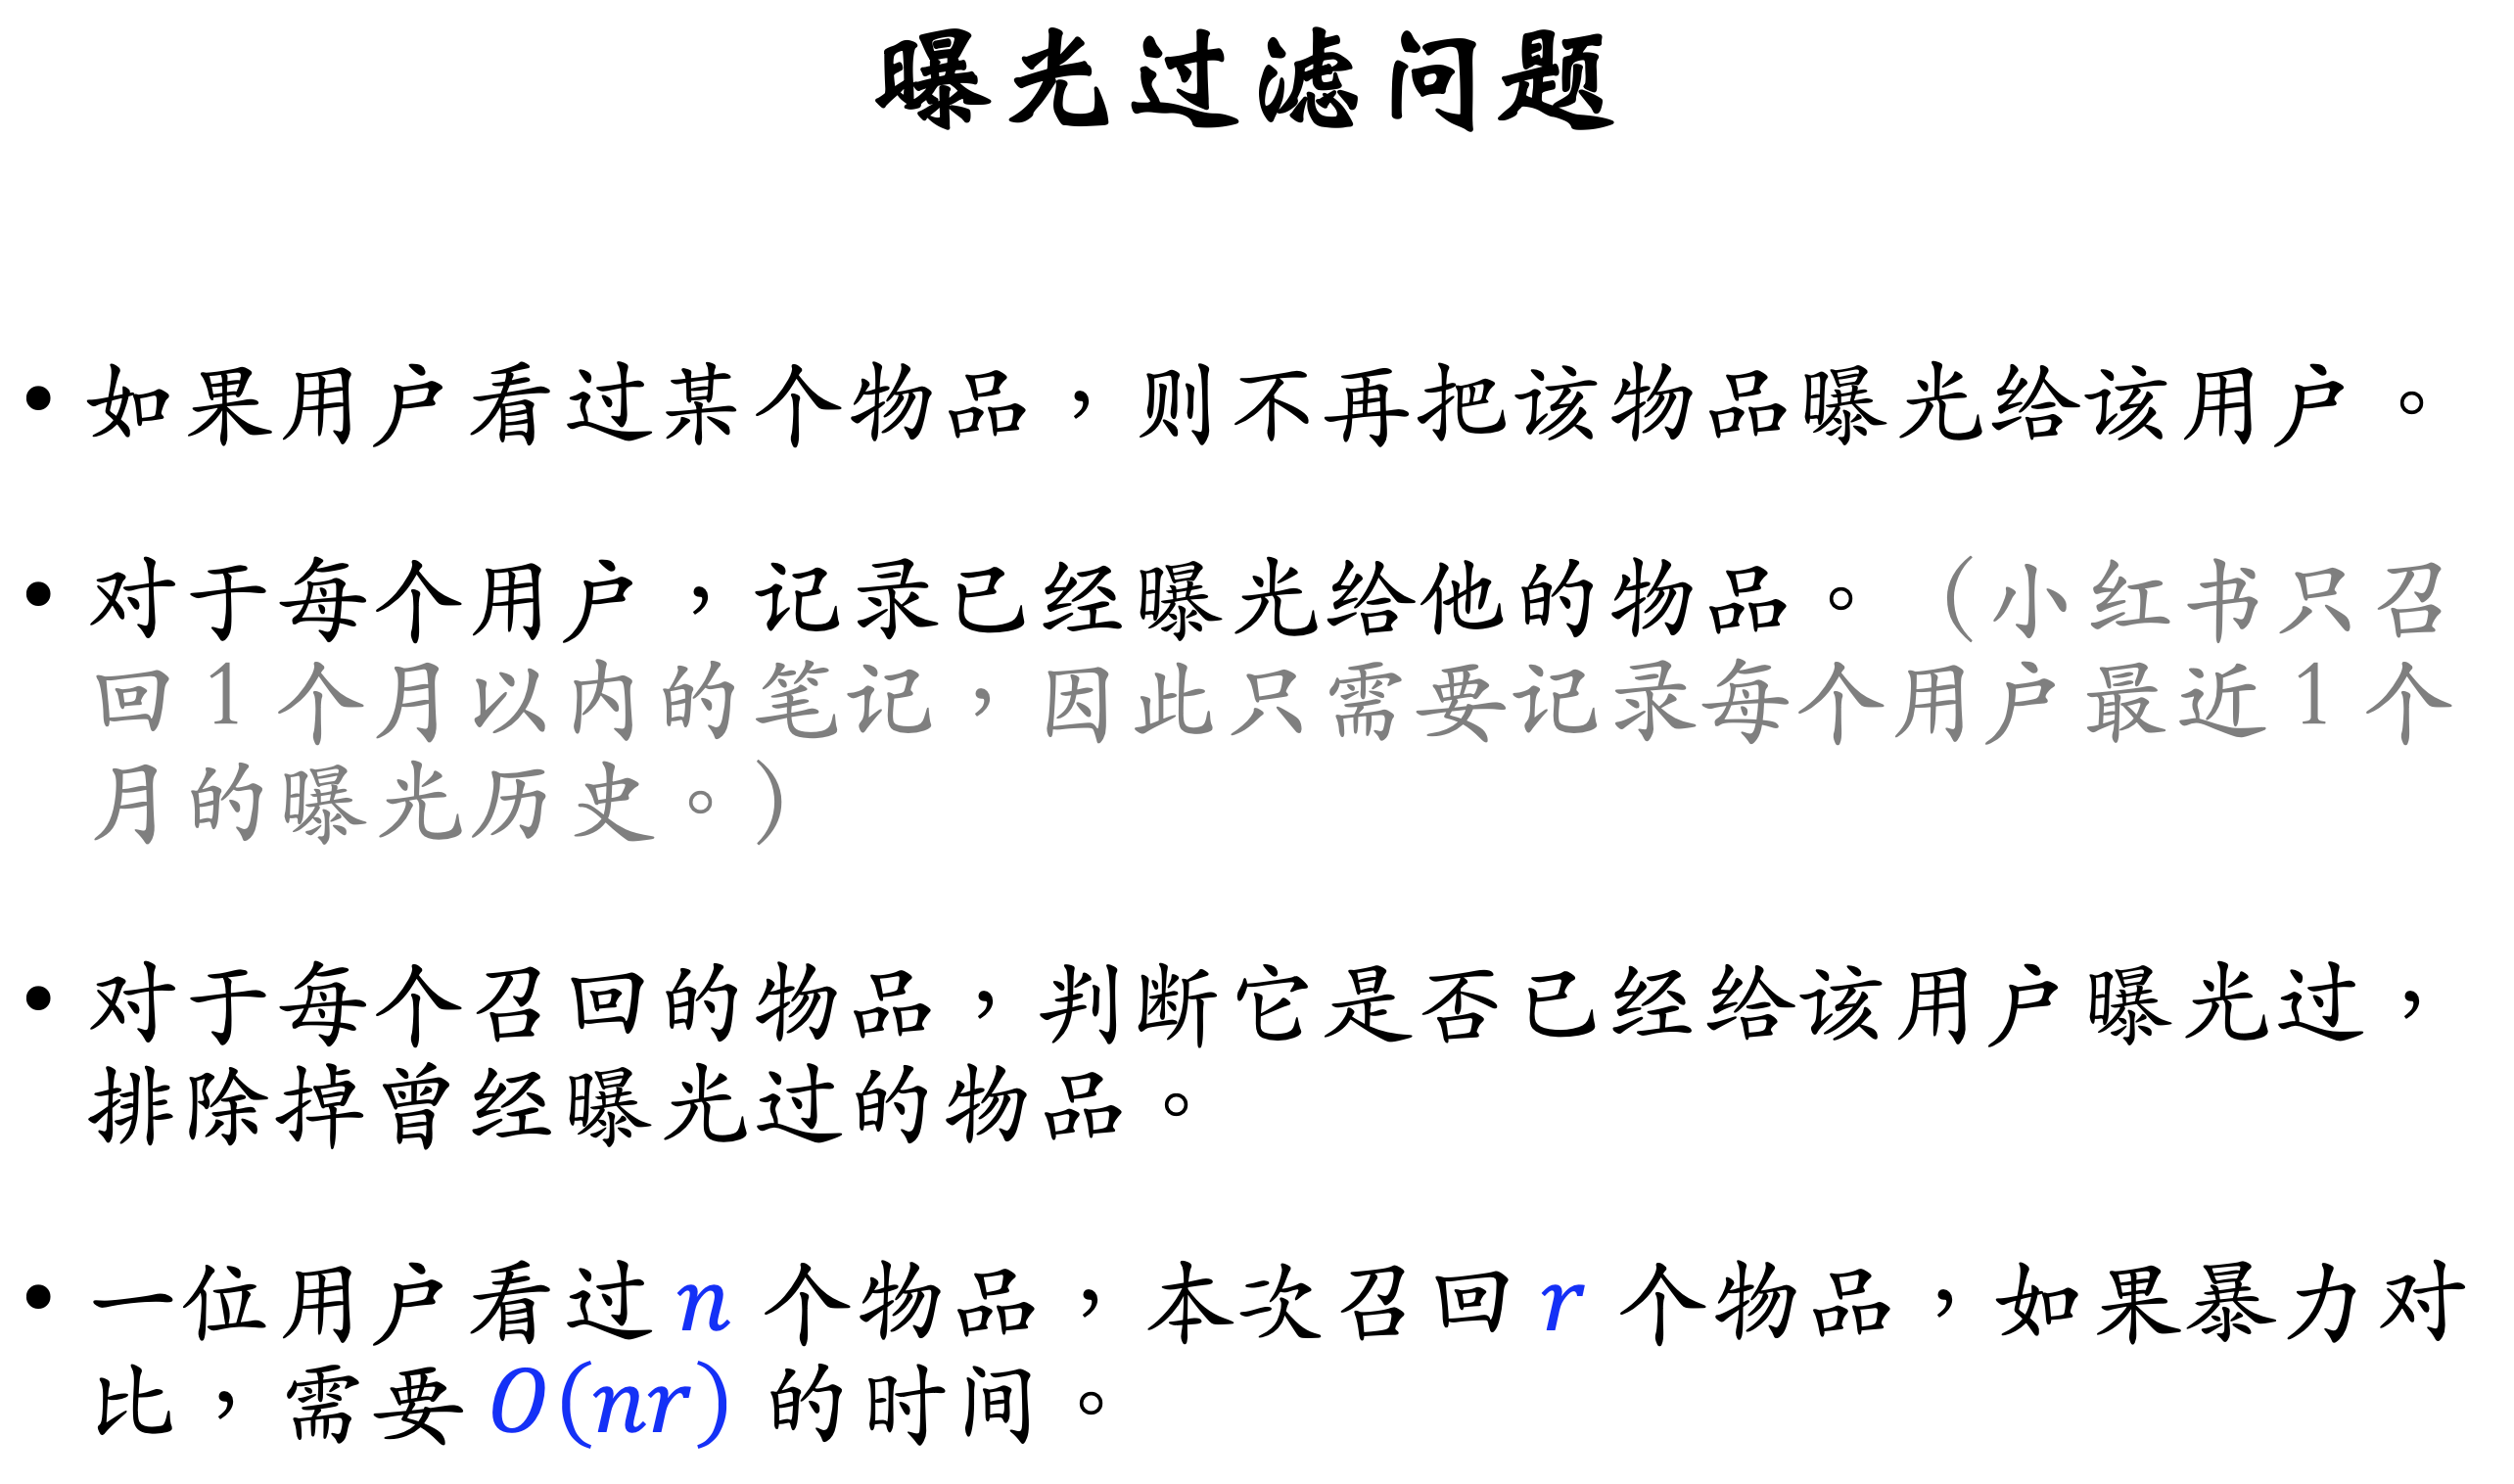 曝光过滤问题
• 如果用户看过某个物品，则不再把该物品曝光给该用户。
• 对于每个用户，记录已经曝光给他的物品。（小红书只召
回 1 个月以内的笔记，因此只需要记录每个用户最近 1 个
月的曝光历史。）
• 对于每个召回的物品，判断它是否已经给该用户曝光过，
排除掉曾经曝光过的物品。
• 一位用户看过 n 个物品，本次召回 r 个物品，如果暴力对
比，需要 O(nr) 的时间。